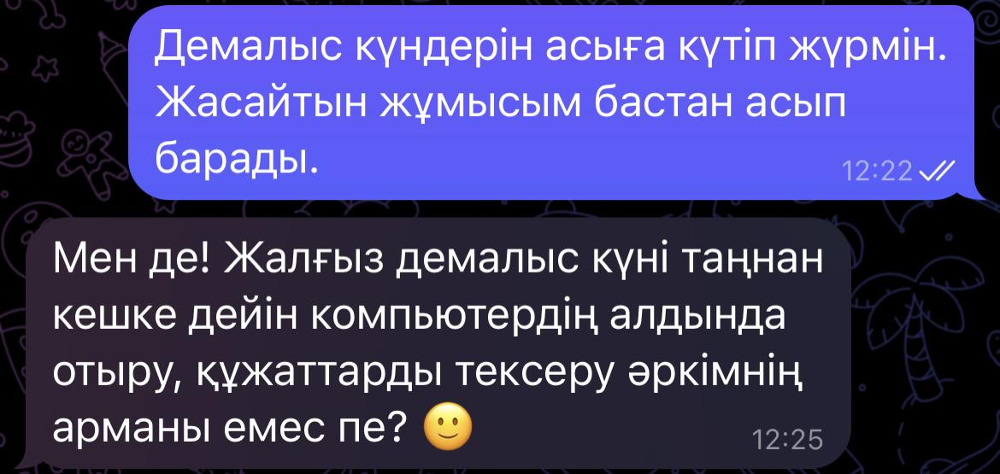 Демалыс күндерін асыға күтіп жүрмін.
Жасайтын жұмысым бастан асып
барады.
12:22
Мен де! Жалғыз демалыс күні таңнан
кешке дейін компьютердің алдында
отыру, құжаттарды тексеру әркімнің
арманы емес пе? 🙂
12:25